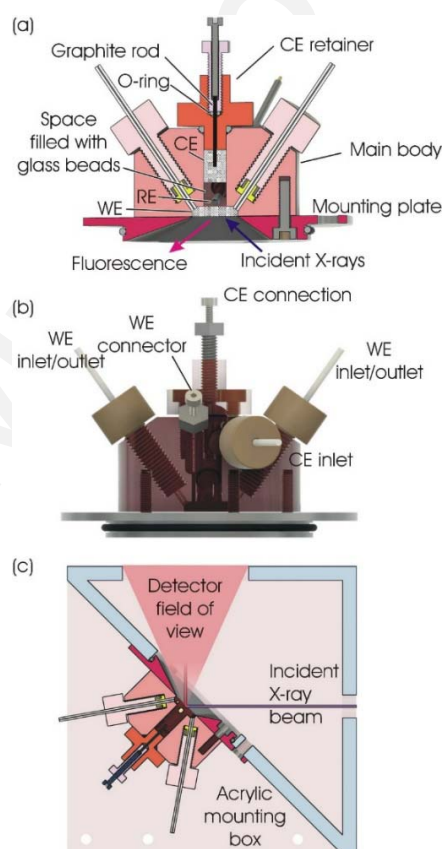 (a)
Graphite rod
O-ring
Space
filled with
glass beads
CE retainer
CE
RE
WE
Main body
Mounting plate
Fluorescence
Incident X-rays
(b)
CE connection
WE
connector
WE
inlet/outlet
WE
inlet/outlet
CE inlet
(c)
Detector
field of
view
Incident
X-ray
beam
Acrylic
mounting
box